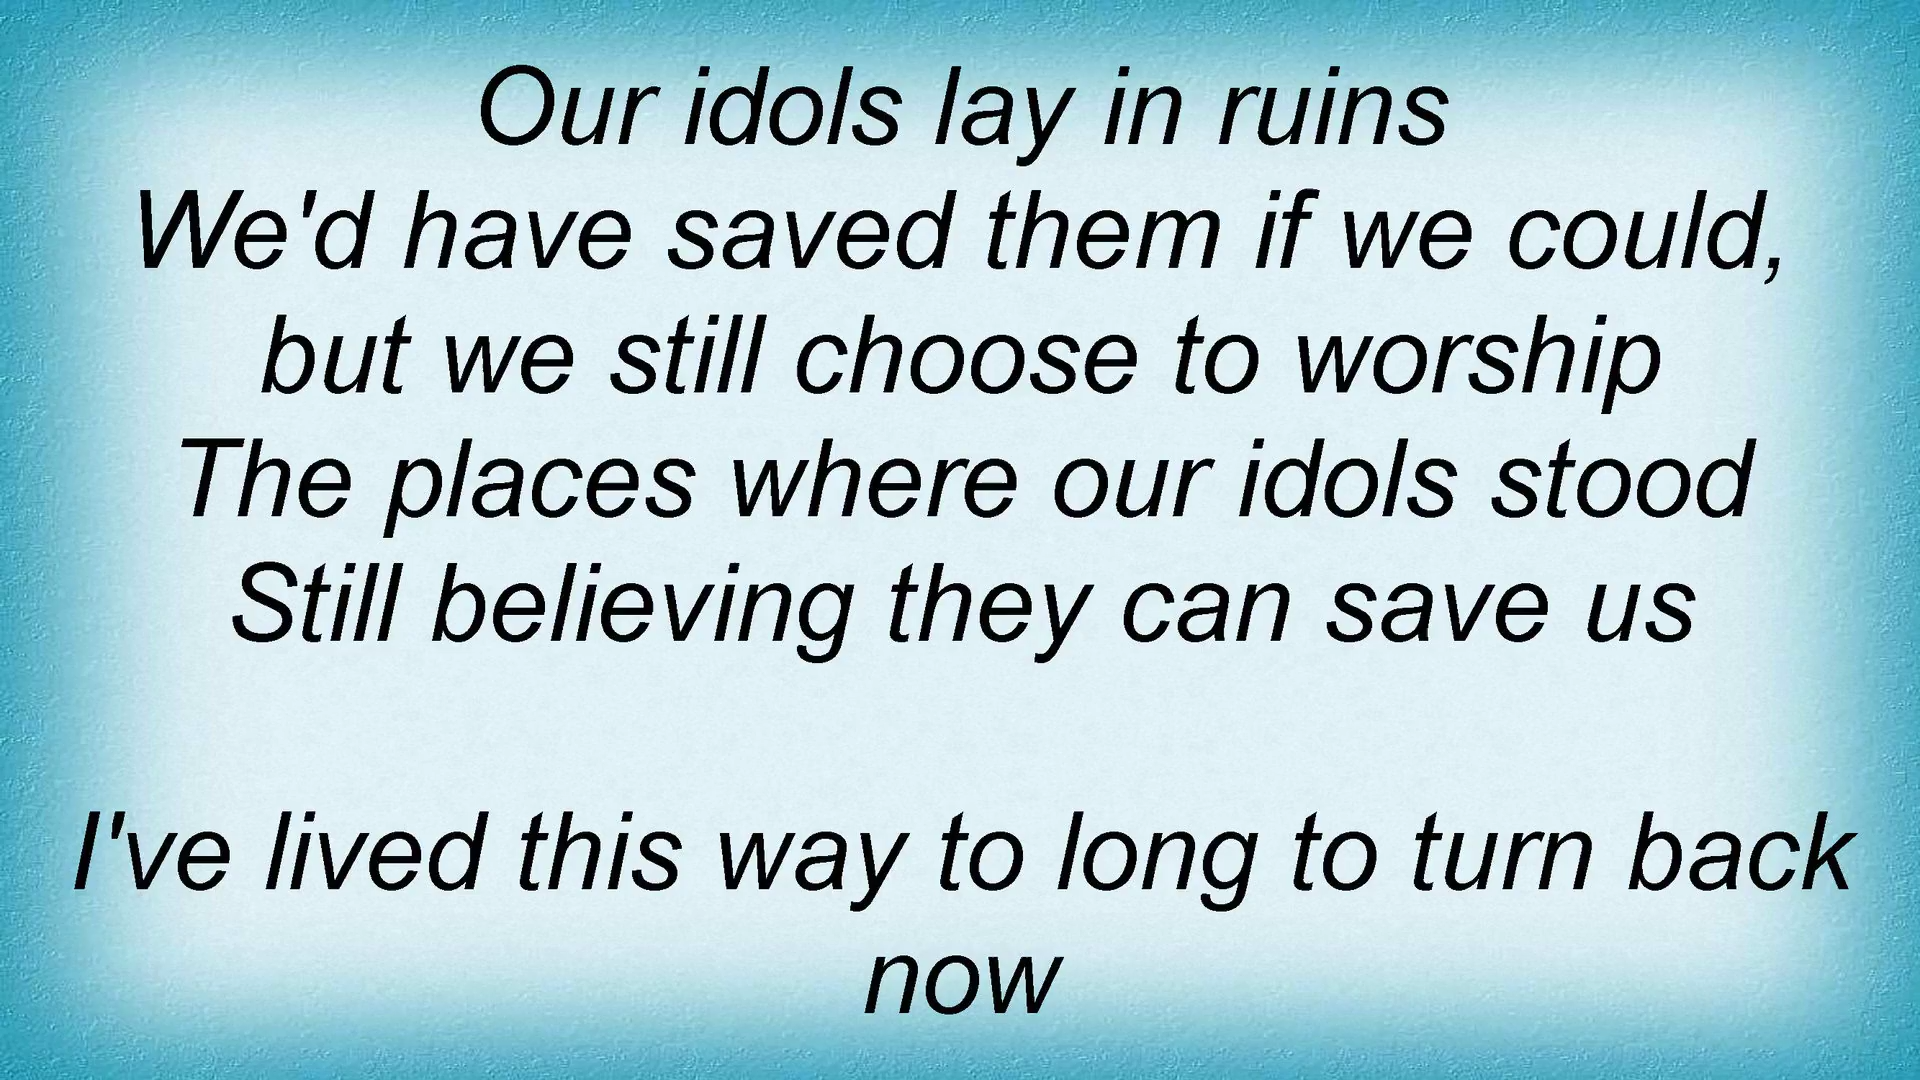 Our idols lay in ruins
We'd have saved them if we could,
but we still choose to worship
The places where our idols stood
Still believing they can save us
I've lived this way to long to turn back
now